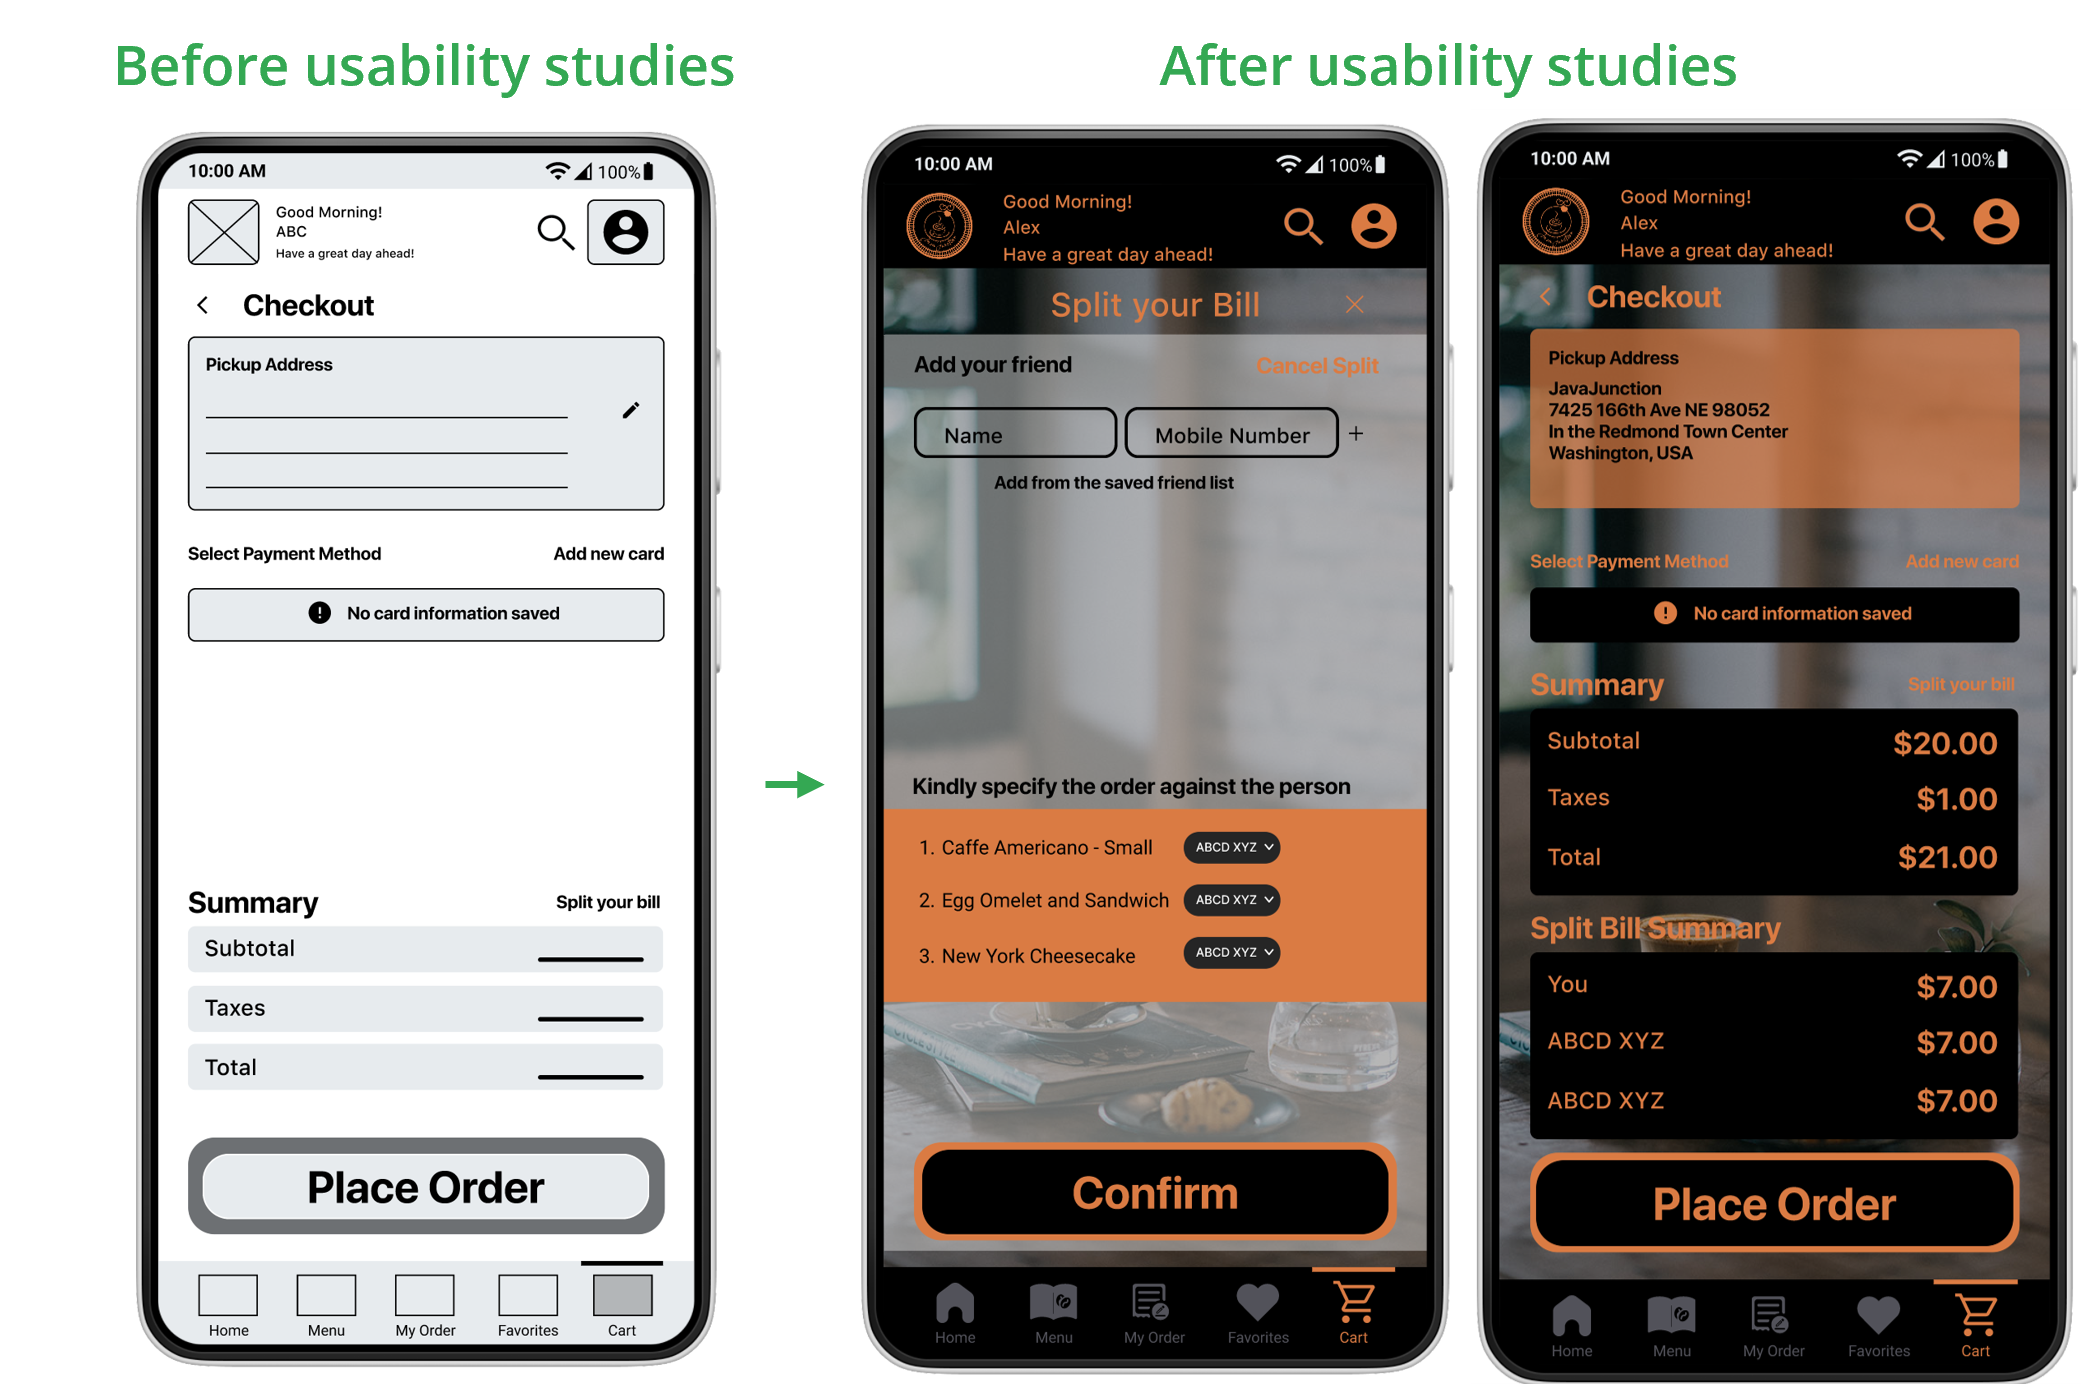 Before usability studies
After usability studies
10:00 AM
100%
Good Morning!
ABC
Have a great day ahead!
Checkout
Pickup Address
Select Payment Method
Add new card
No card information saved
Summary
Split your bill
Subtotal
Taxes
Total
Place Order
Home
Menu
My Order
Favorites
Cart
10:00 AM
100%
Good Morning!
Alex
Have a great day ahead!
Split your Bill
Add your friend
Cancel Split
Name
Mobile Number
+
Add from the saved friend list
Kindly specify the order against the person
1. Caffe Americano - Small
ABCD XYZ
2. Egg Omelet and Sandwich
ABCD XYZ
3. New York Cheesecake
ABCD XYZ
Confirm
Home
Menu
My Order
Favorites
Cart
10:00 AM
100%
Good Morning!
Alex
Have a great day ahead!
Checkout
Pickup Address
JavaJunction
7425 166th Ave NE 98052
In the Redmond Town Center
Washington, USA
Select Payment Method
Add new card
No card information saved
Summary
Split your bill
Subtotal
$20.00
Taxes
$1.00
Total
$21.00
Split Bill Summary
You
$7.00
ABCD XYZ
$7.00
ABCD XYZ
$7.00
Place Order
Home
Menu
My Order
Favorites
Cart